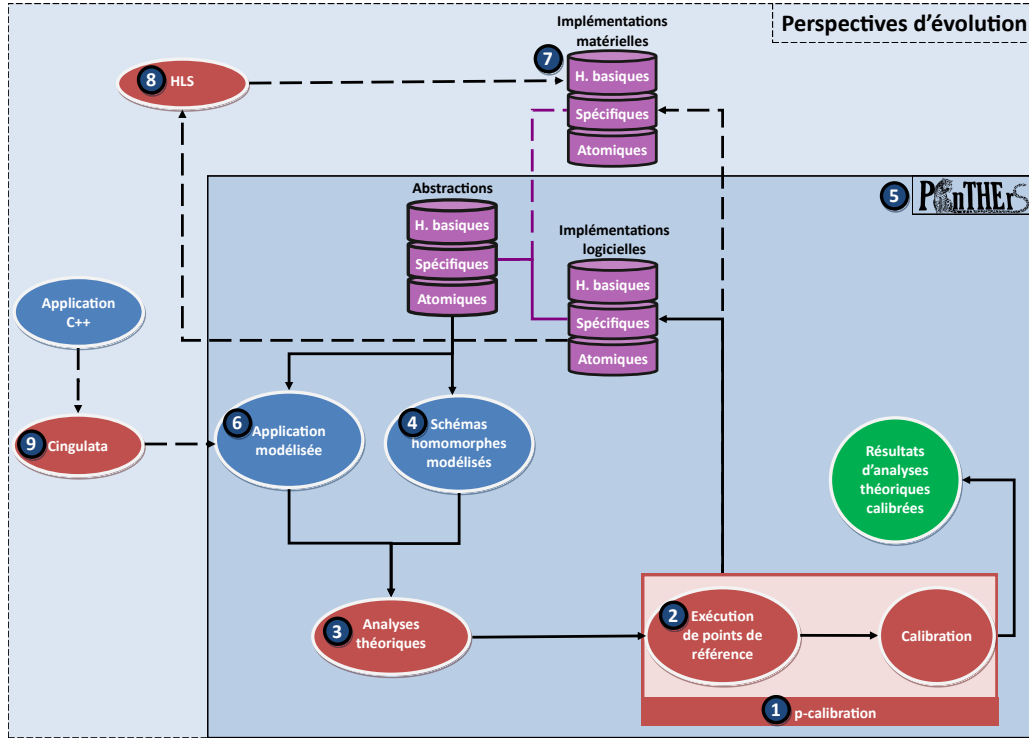 Perspectives d'évolution
Implémentations
matérielles
7
H. basiques
Spécifiques
Atomiques
8
HLS
5
PAnTHErS
Abstractions
H. basiques
Spécifiques
Atomiques
Implémentations
logicielles
H. basiques
Spécifiques
Atomiques
Application
C++
9
Cingulata
6
Application
modélisée
4
Schémas
homomorphes
modélisés
Résultats
d'analyses
théoriques
calibrées
3
Analyses
théoriques
2
Exécution
de points de
référence
Calibration
1
p-calibration